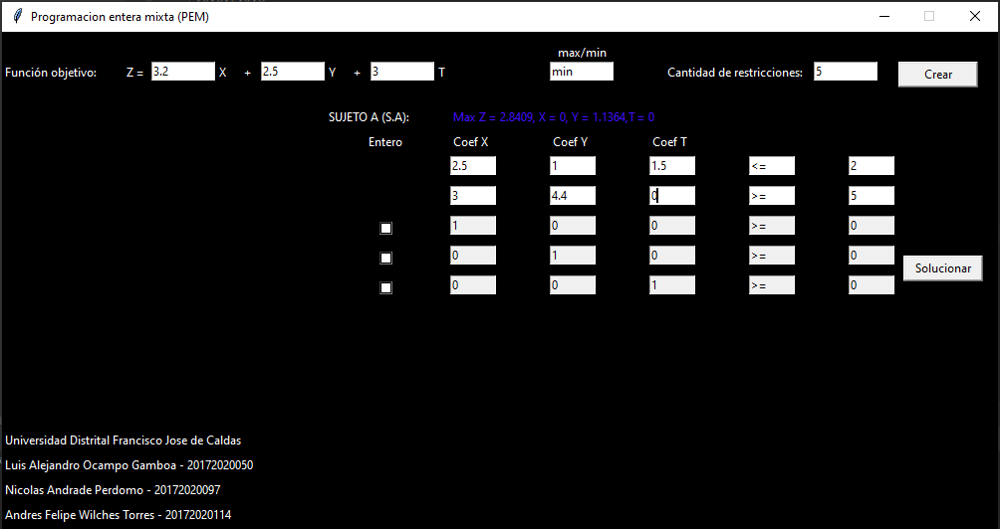 Programacion entera mixta (PEM)
max/min
Función objetivo: Z = 3.2 X + 2.5 Y + 3 T min Cantidad de restricciones: 5 Crear
SUJETO A (S.A): Max Z = 2.8409, X = 0, Y = 1.1364,T = 0
Entero Coef X Coef Y Coef T
2.5 1 1.5 <= 2
3 4.4 0 >= 5
1 0 0 >= 0
0 1 0 >= 0
Solucionar
0 0 1 >= 0
Universidad Distrital Francisco Jose de Caldas
Luis Alejandro Ocampo Gamboa - 20172020050
Nicolas Andrade Perdomo - 20172020097
Andres Felipe Wilches Torres - 20172020114